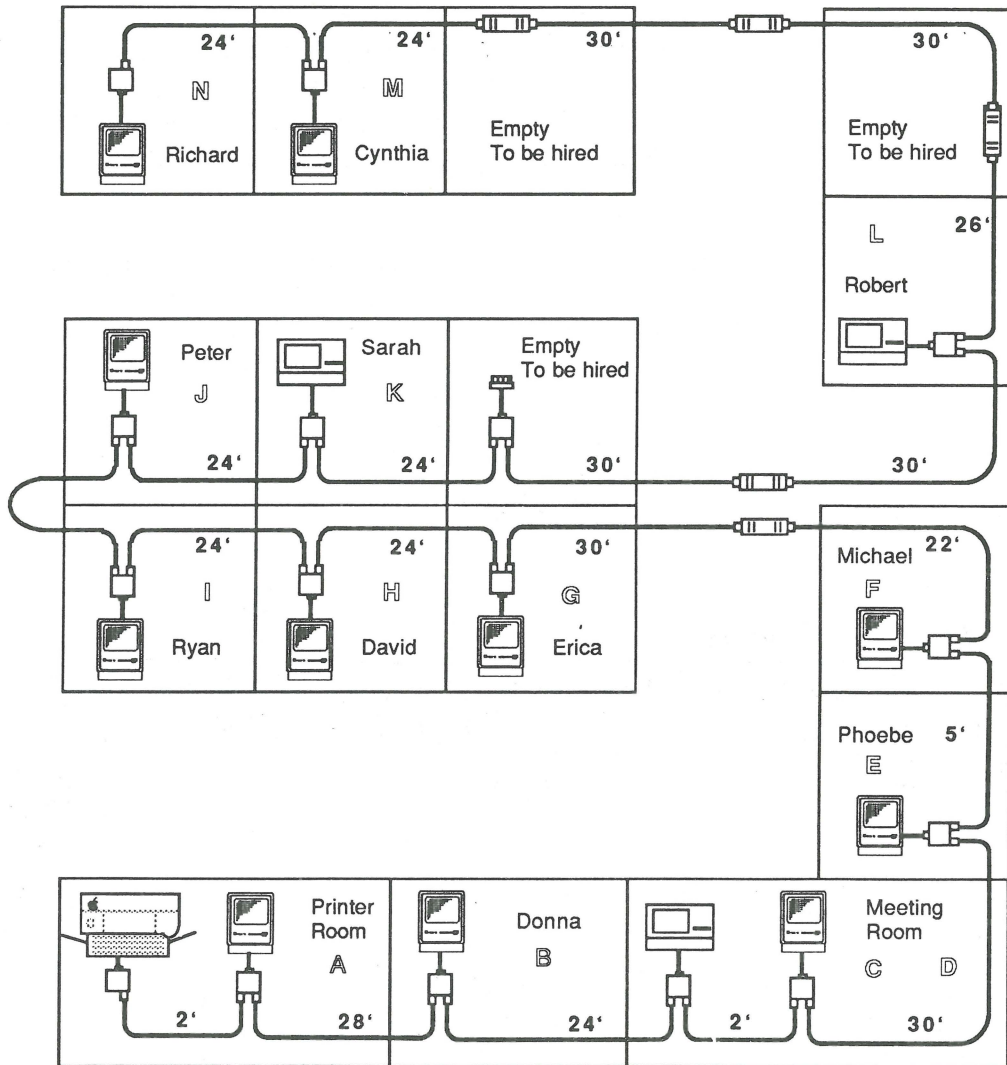 24' 24' 30' 30'
N M
Richard Cynthia
Empty
To be hired
Empty
To be hired
L 26'
Robert
Peter Sarah
J K
Empty
To be hired
24' 24' 30' 30'
24' 24' 30' 22'
I H G
Ryan David Erica
Michael
F
Phoebe 5'
E
Printer
Room
A
Donna
B
Meeting
Room
C D
2' 28' 24' 2' 30'